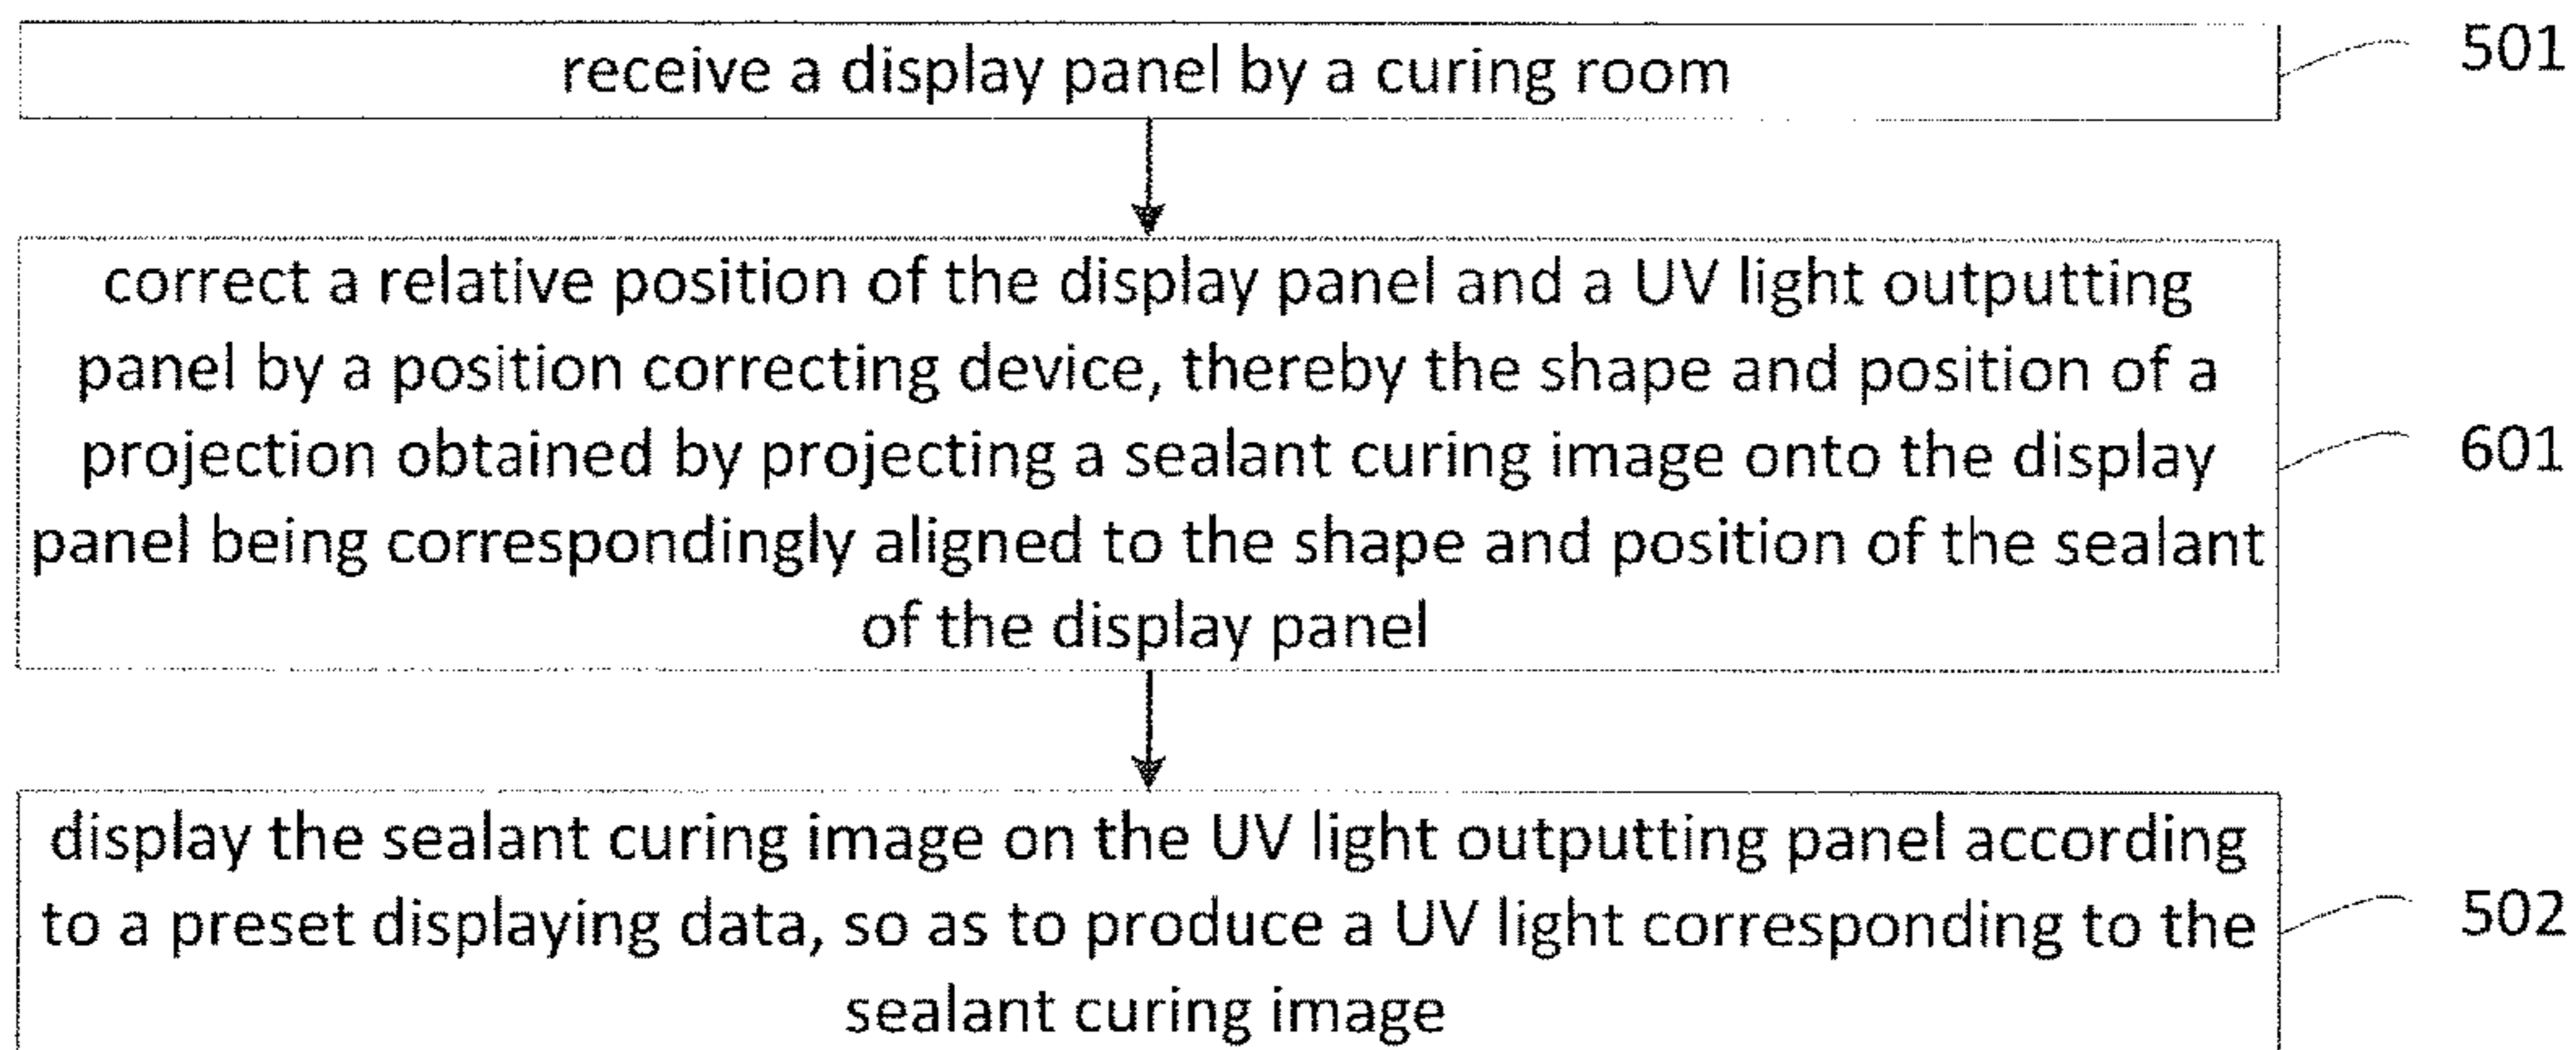 receive a display panel by a curing room
501
correct a relative position of the display panel and a UV light outputting
panel by a position correcting device, thereby the shape and position of a
projection obtained by projecting a sealant curing image onto the display
601
panel being correspondingly aligned to the shape and position of the sealant
of the display panel
display the sealant curing image on the UV light outputting panel according
to a preset displaying data, so as to produce a UV light corresponding to the
502
sealant curing image